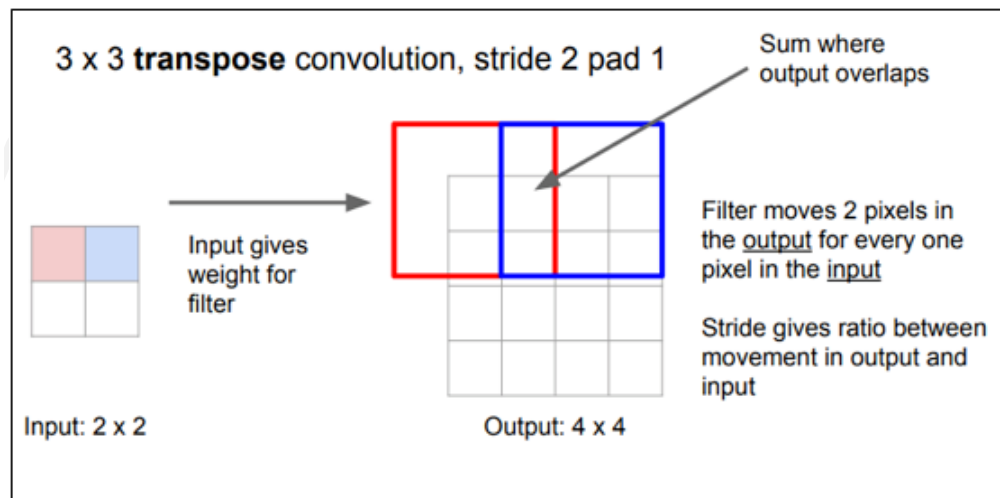 3 x 3 transpose convolution, stride 2 pad 1
Sum where
output overlaps
Input gives
weight for
filter
Filter moves 2 pixels in
the output for every one
pixel in the input
Stride gives ratio between
movement in output and
input
Input: 2 x 2
Output: 4 x 4